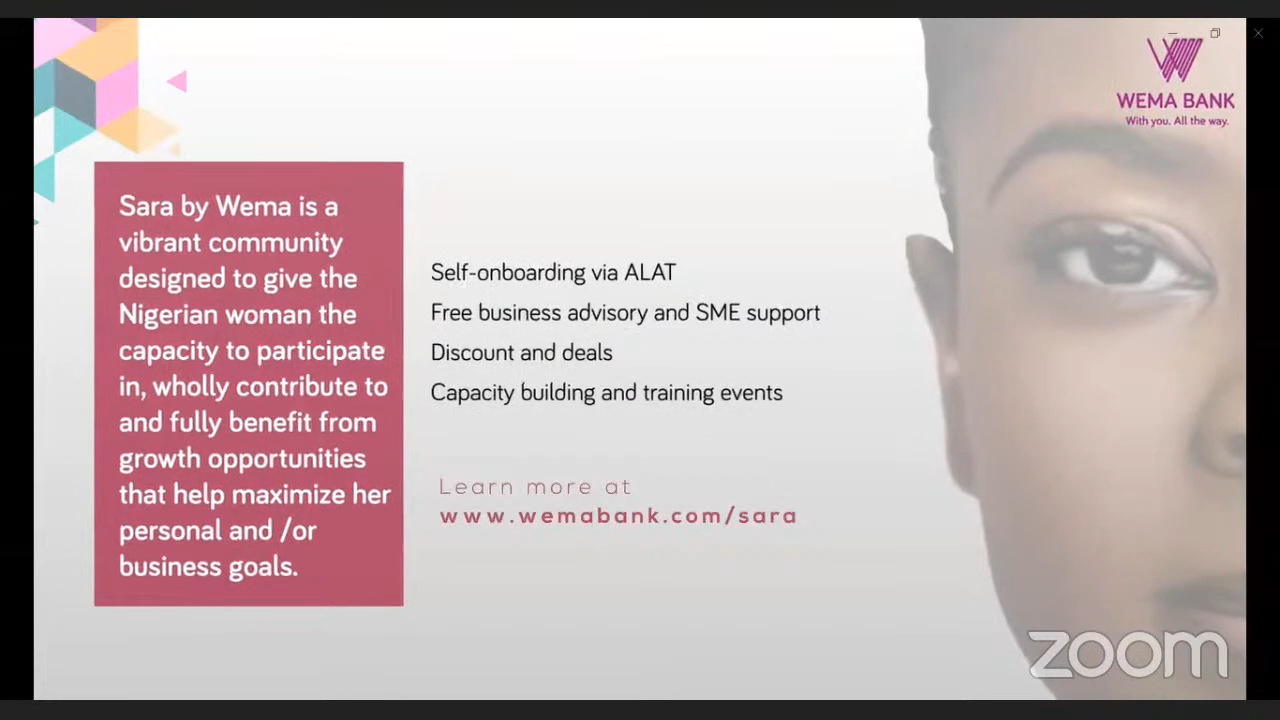 WEMA BANK
With you. All the way.
Sara by Wema is a
vibrant community
designed to give the
Nigerian woman the
capacity to participate
in, wholly contribute to
and fully benefit from
growth opportunities
that help maximize her
personal and /or
business goals.
Self-onboarding via ALAT
Free business advisory and SME support
Discount and deals
Capacity building and training events
Learn more at
www.wemabank.com/sara
zoom